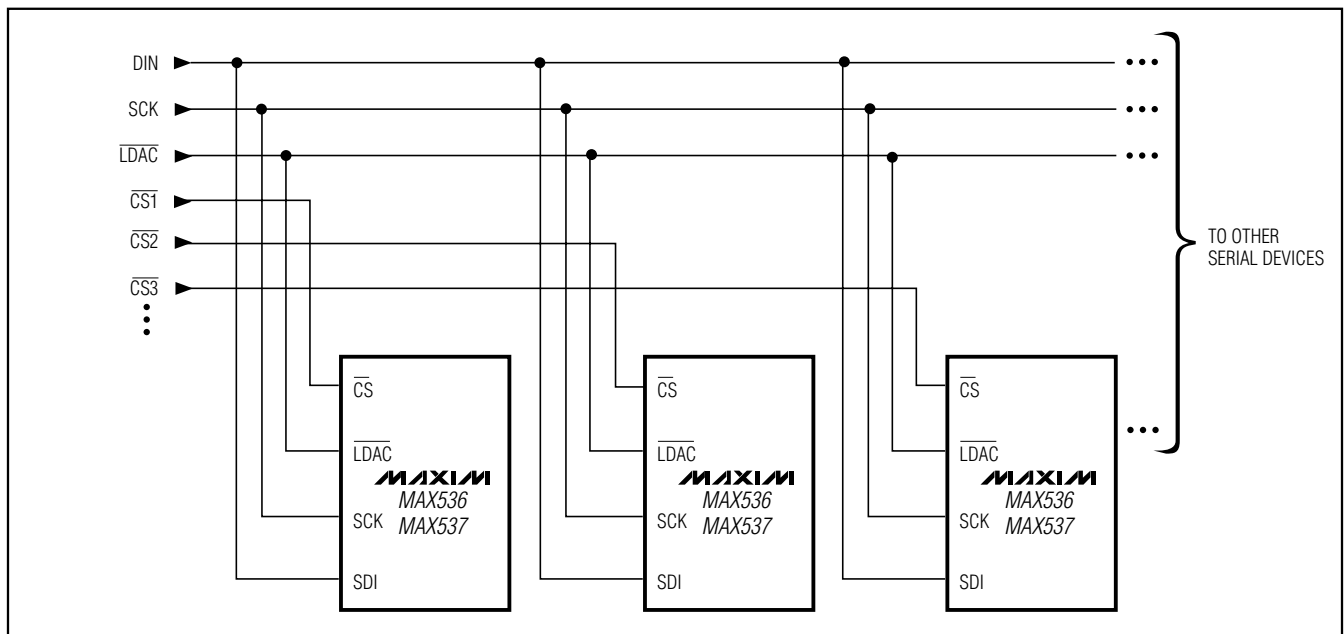 DIN
SCK
LDAC
CS1
CS2
CS3
TO OTHER
SERIAL DEVICES
CS
LDAC
MAXIM
MAX536
SCK MAX537
SDI
CS
LDAC
MAXIM
MAX536
SCK MAX537
SDI
CS
LDAC
MAXIM
MAX536
SCK MAX537
SDI